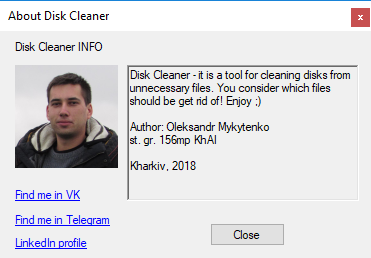 About Disk Cleaner
x
Disk Cleaner INFO
Disk Cleaner - it is a tool for cleaning disks from
unnecessary files. You consider which files
should be get rid of! Enjoy ;)
Author: Oleksandr Mykytenko
st. gr. 156mp KhAI
Kharkiv, 2018
Find me in VK
Find me in Telegram
LinkedIn profile
Close